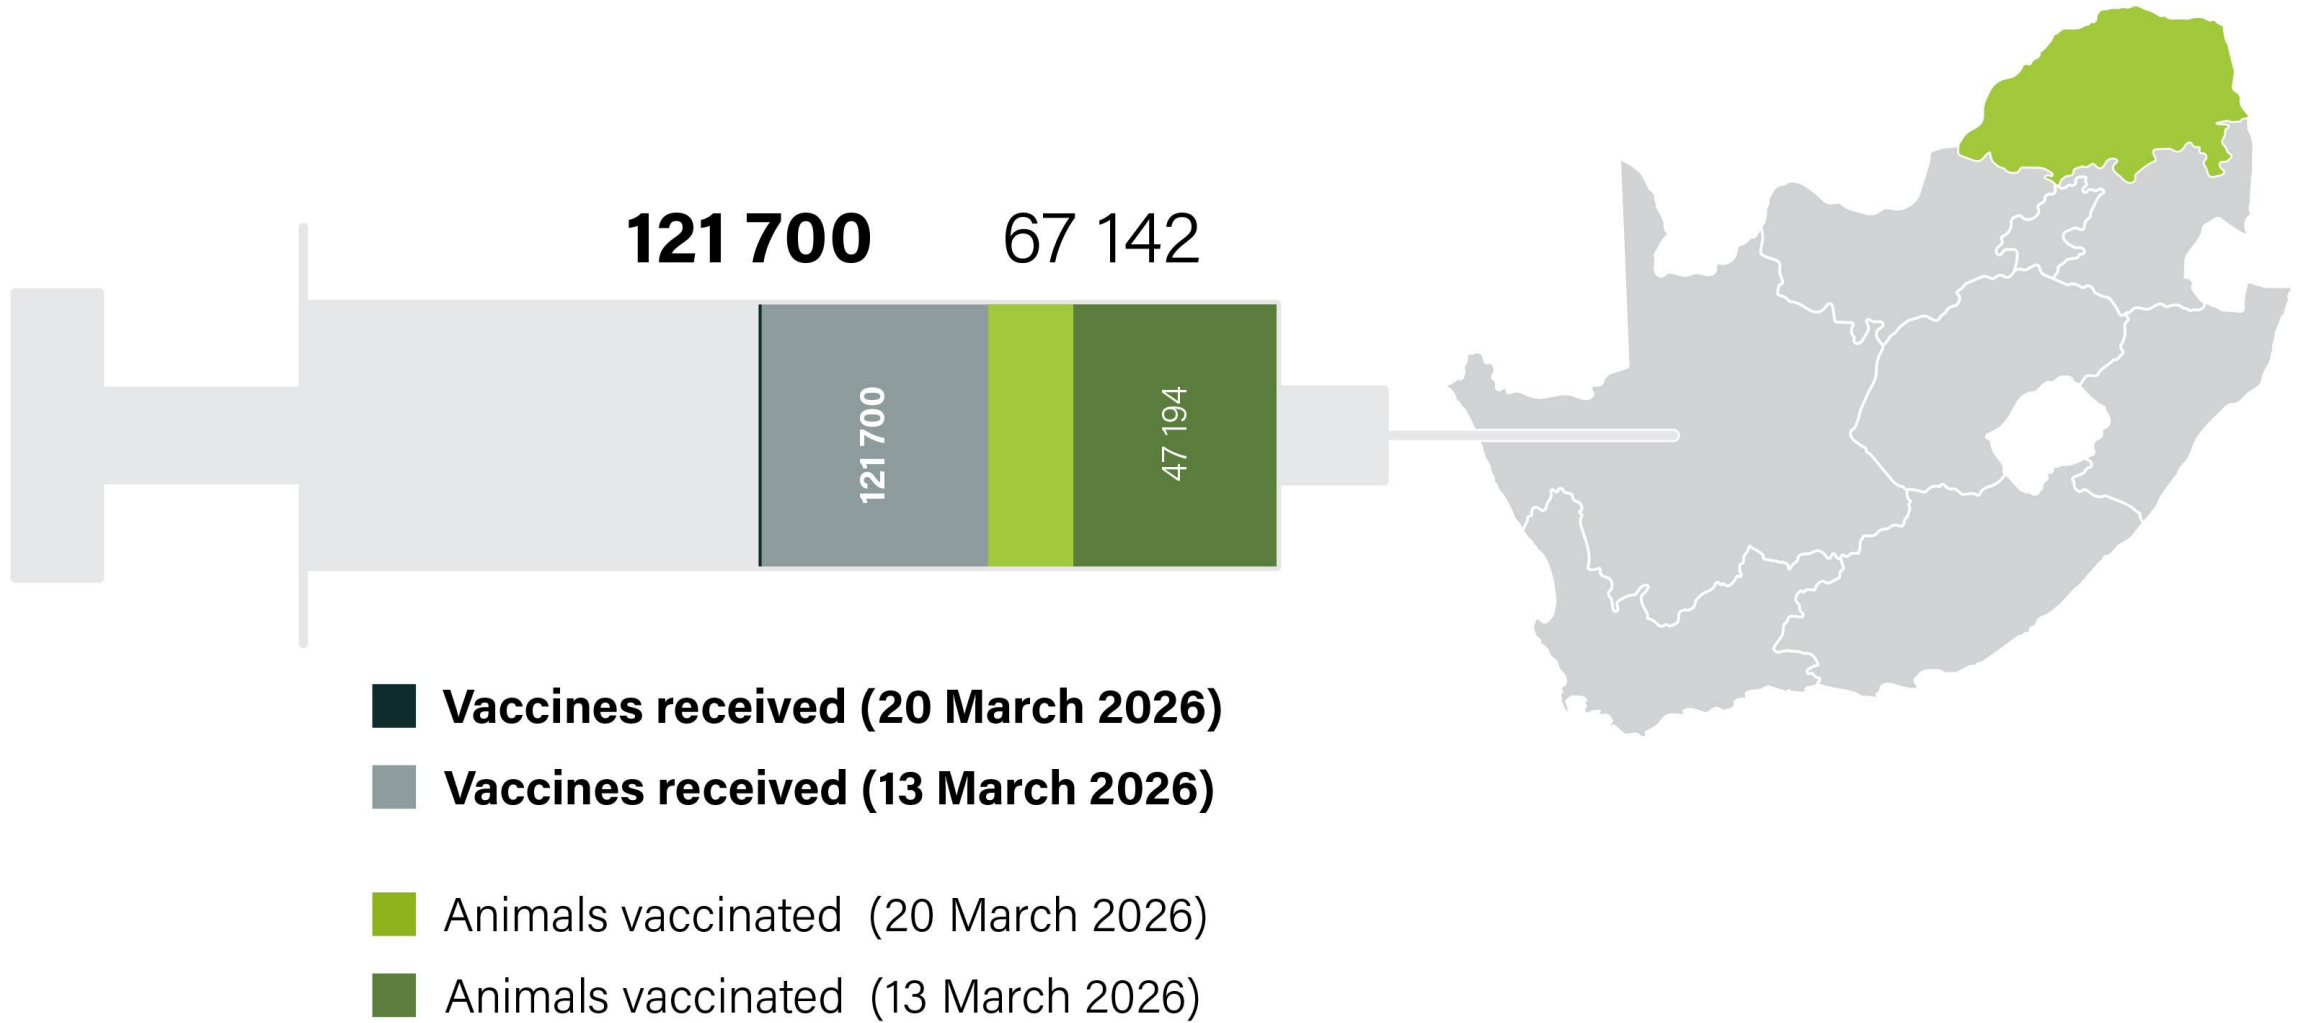 121 700
67 142
121 700
47 194
Vaccines received (20 March 2026)
Vaccines received (13 March 2026)
Animals vaccinated (20 March 2026)
Animals vaccinated (13 March 2026)